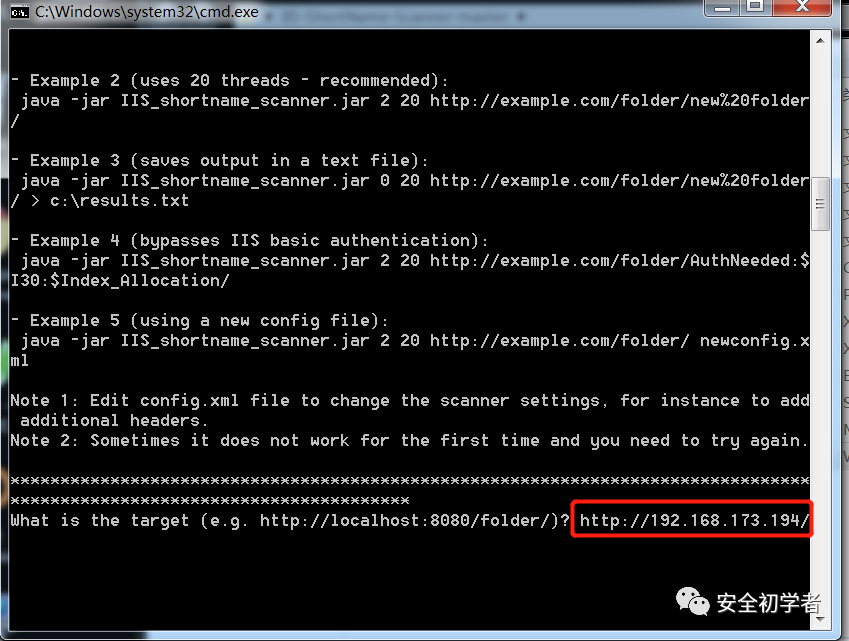 C:\Windows\system32\cmd.exe
- Example 2 (uses 20 threads - recommended):
 java -jar IIS_shortname_scanner.jar 2 20 http://example.com/folder/new%20folder
/
- Example 3 (saves output in a text file):
 java -jar IIS_shortname_scanner.jar 0 20 http://example.com/folder/new%20folder
/ > c:\results.txt
- Example 4 (bypasses IIS basic authentication):
 java -jar IIS_shortname_scanner.jar 2 20 http://example.com/folder/AuthNeeded:$
I30:$Index_Allocation/
- Example 5 (using a new config file):
 java -jar IIS_shortname_scanner.jar 2 20 http://example.com/folder/ newconfig.x
ml
Note 1: Edit config.xml file to change the scanner settings, for instance to add
 additional headers.
Note 2: Sometimes it does not work for the first time and you need to try again.
********************************************************************************
****************************************
What is the target (e.g. http://localhost:8080/folder/)? http://192.168.173.194/
安全初学者